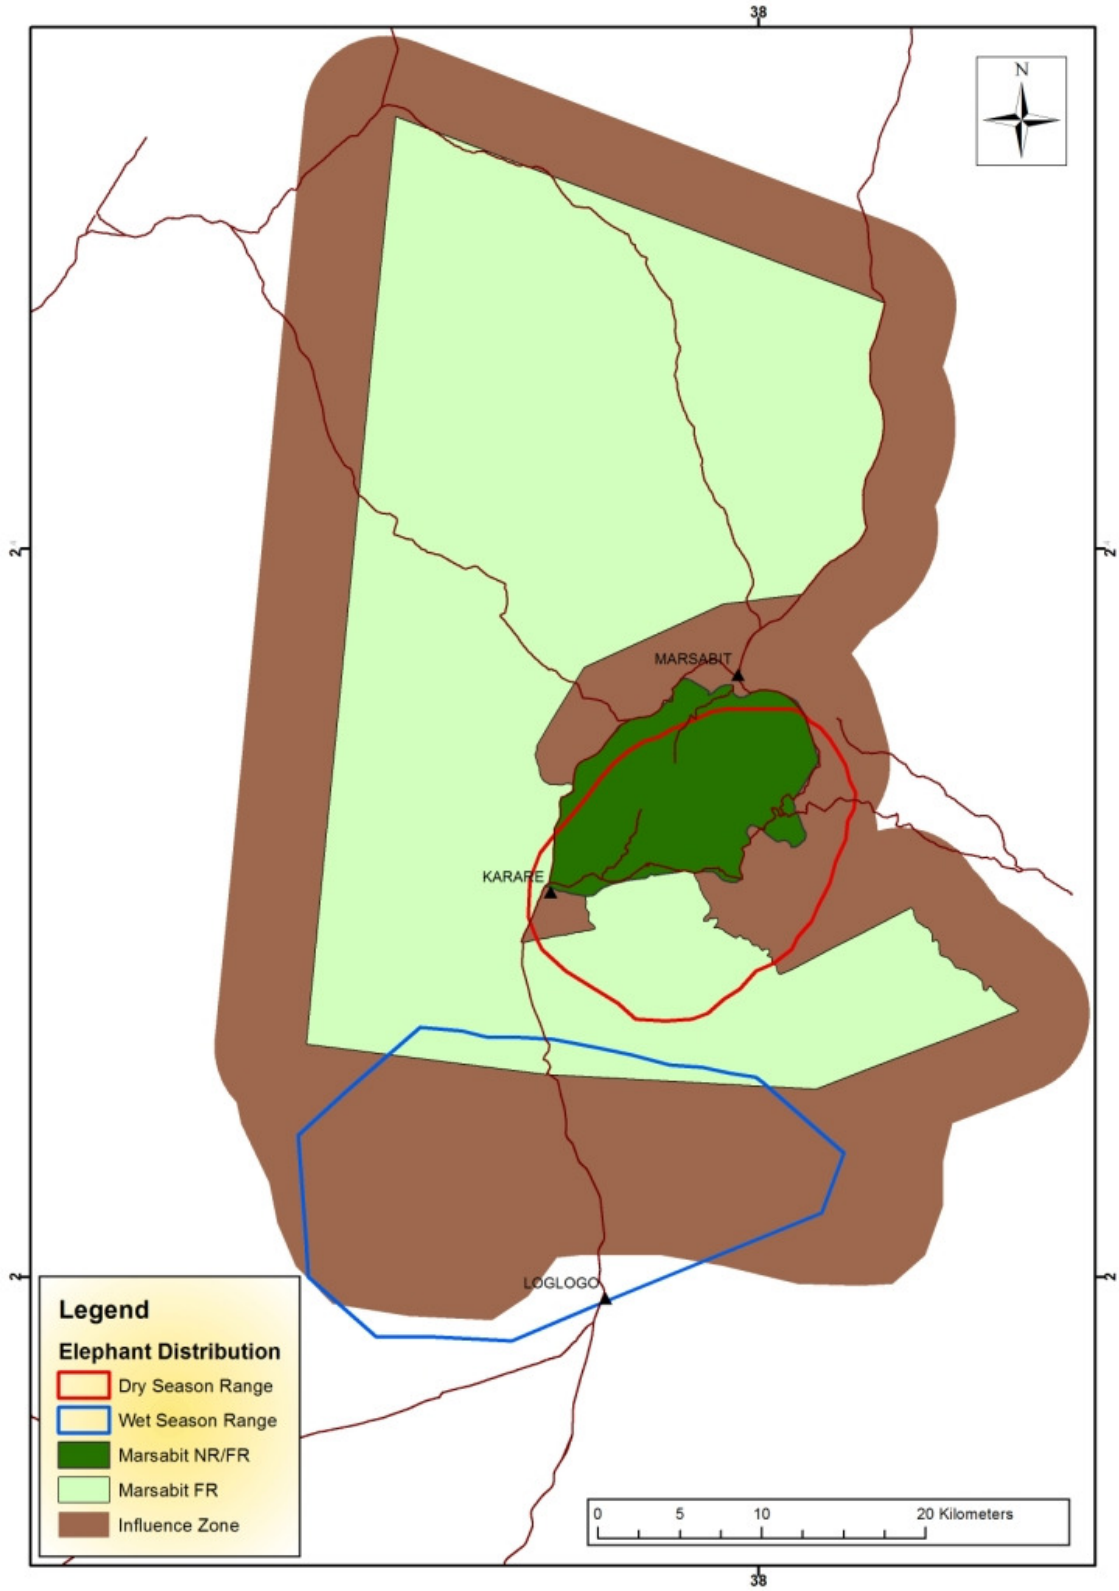 38
N
2
2
MARSABIT
KARARE
2
LOGLOGO
2
Legend
Elephant Distribution
Dry Season Range
Wet Season Range
Marsabit NR/FR
Marsabit FR
Influence Zone
0 5 10 20 Kilometers
38